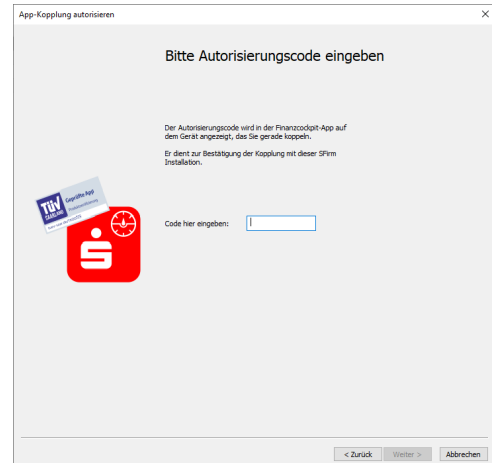 App-Kopplung autorisieren
Bitte Autorisierungscode eingeben
Der Autorisierungscode wird in der Finanzcockpit-App auf
dem Gerät angezeigt, das Sie gerade koppeln.
Er dient zur Bestätigung der Kopplung mit dieser SFirm
Installation.
TÜV
SAARLAND
Geprüfte App
Code hier eingeben:
< Zurück
Weiter >
Abbrechen